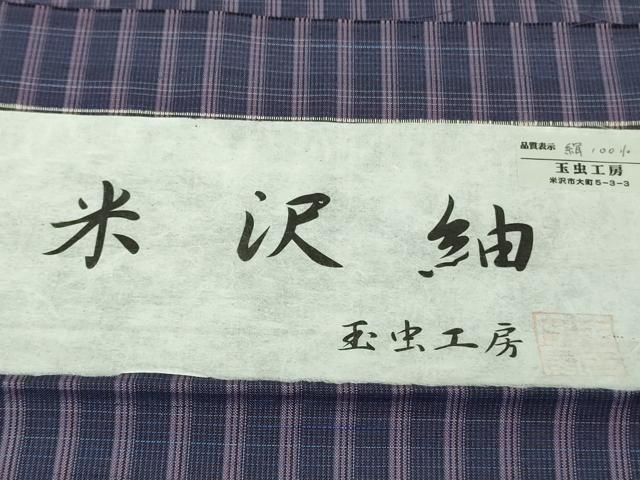 品質表示 絹100%
玉虫工房
米沢市大町5-3-3
米沢紬
玉虫工房